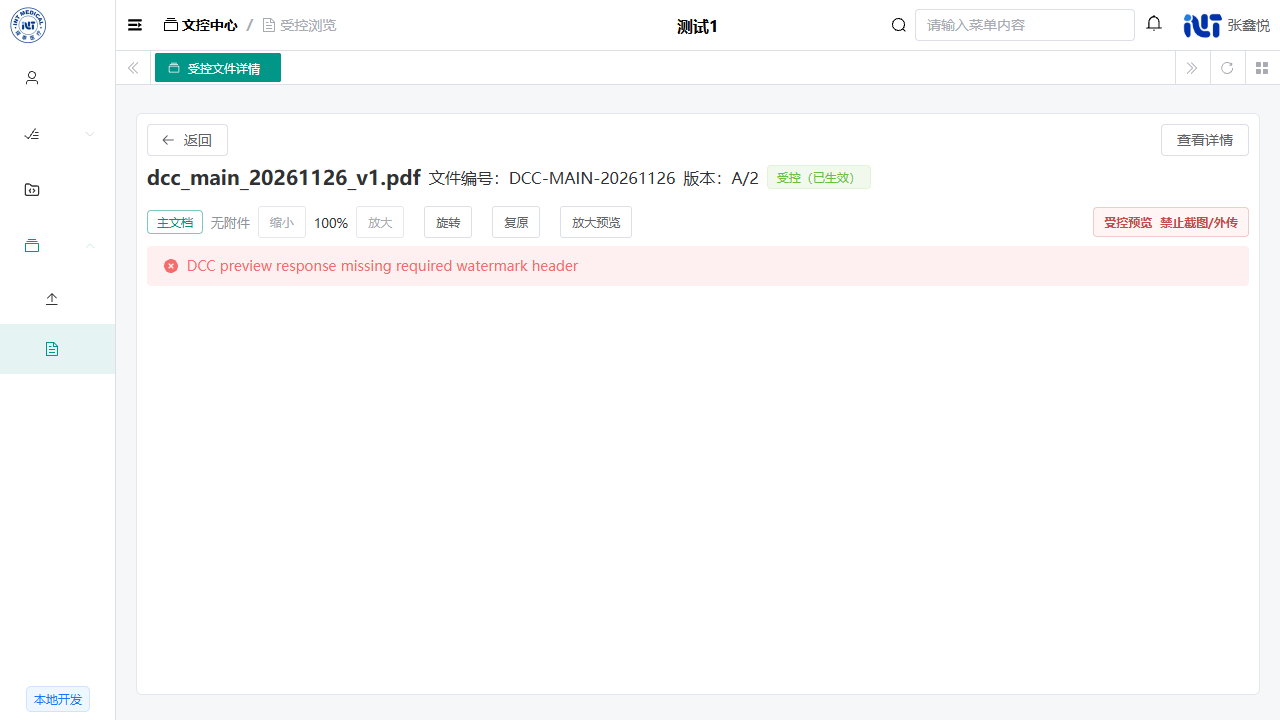 文控中心 / 受控浏览
测试1
请输入菜单内容
INT
张鑫悦
INT MEDICAL
INT
受控文件详情
返回
查看详情
dcc_main_20261126_v1.pdf 文件编号：DCC-MAIN-20261126 版本：A/2 受控（已生效）
主文档 无附件 缩小 100% 放大 旋转 复原 放大预览 受控预览 禁止截图/外传
DCC preview response missing required watermark header
本地开发